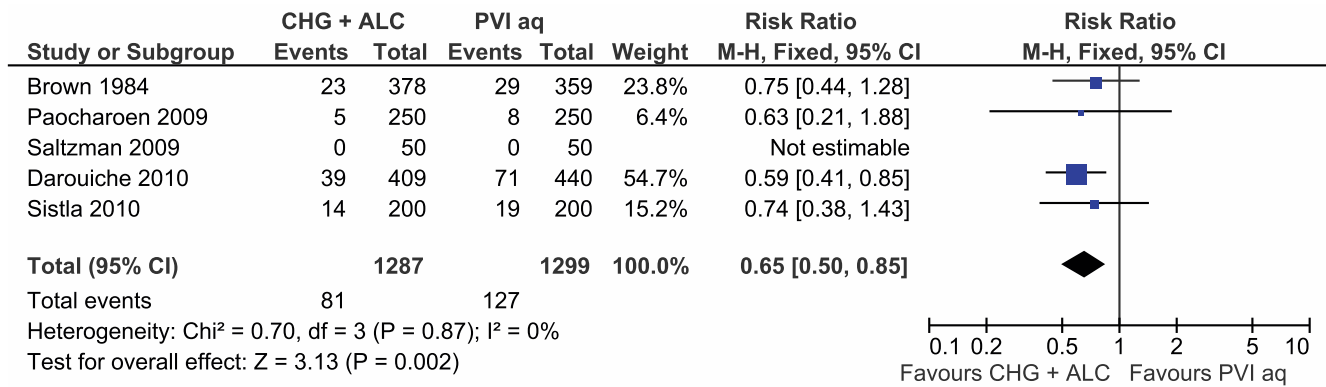 CHG + ALC PVI aq Risk Ratio Risk Ratio
Study or Subgroup Events Total Events Total Weight M-H, Fixed, 95% CI M-H, Fixed, 95% CI
Brown 1984 23 378 29 359 23.8% 0.75 [0.44, 1.28]
Paocharoen 2009 5 250 8 250 6.4% 0.63 [0.21, 1.88]
Saltzman 2009 0 50 0 50 Not estimable
Darouiche 2010 39 409 71 440 54.7% 0.59 [0.41, 0.85]
Sistla 2010 14 200 19 200 15.2% 0.74 [0.38, 1.43]
Total (95% CI) 1287 1299 100.0% 0.65 [0.50, 0.85]
Total events 81 127
Heterogeneity: Chi² = 0.70, df = 3 (P = 0.87); I² = 0%
Test for overall effect: Z = 3.13 (P = 0.002)
0.1 0.2 0.5 1 2 5 10
Favours CHG + ALC Favours PVI aq